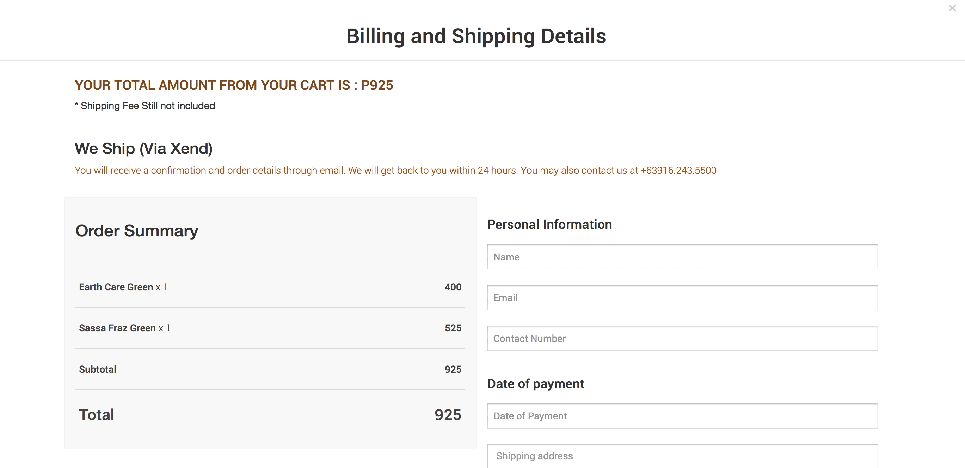 ×
Billing and Shipping Details
YOUR TOTAL AMOUNT FROM YOUR CART IS : P925
* Shipping Fee Still not included
We Ship (Via Xend)
You will receive a confirmation and order details through email. We will get back to you within 24 hours. You may also contact us at +63916.243.5500
Order Summary
Earth Care Green x 1 400
Sassa Fraz Green x 1 525
Subtotal 925
Total 925
Personal Information
Name
Email
Contact Number
Date of payment
Date of Payment
Shipping address